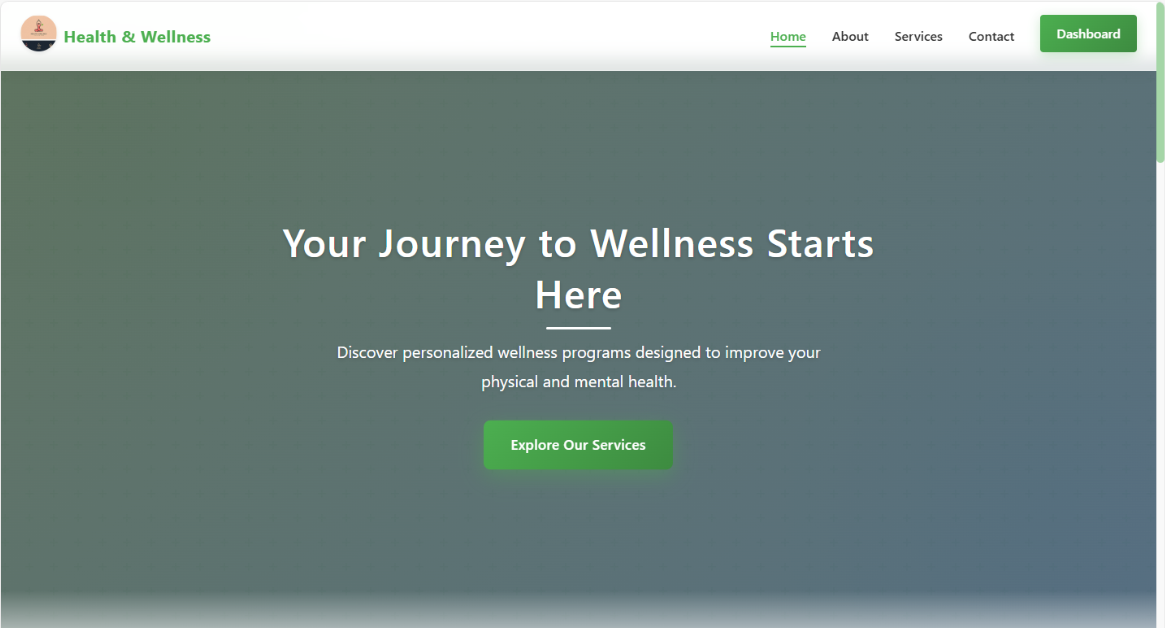 Health & Wellness
Home About Services Contact Dashboard
Your Journey to Wellness Starts
Here
Discover personalized wellness programs designed to improve your
physical and mental health.
Explore Our Services